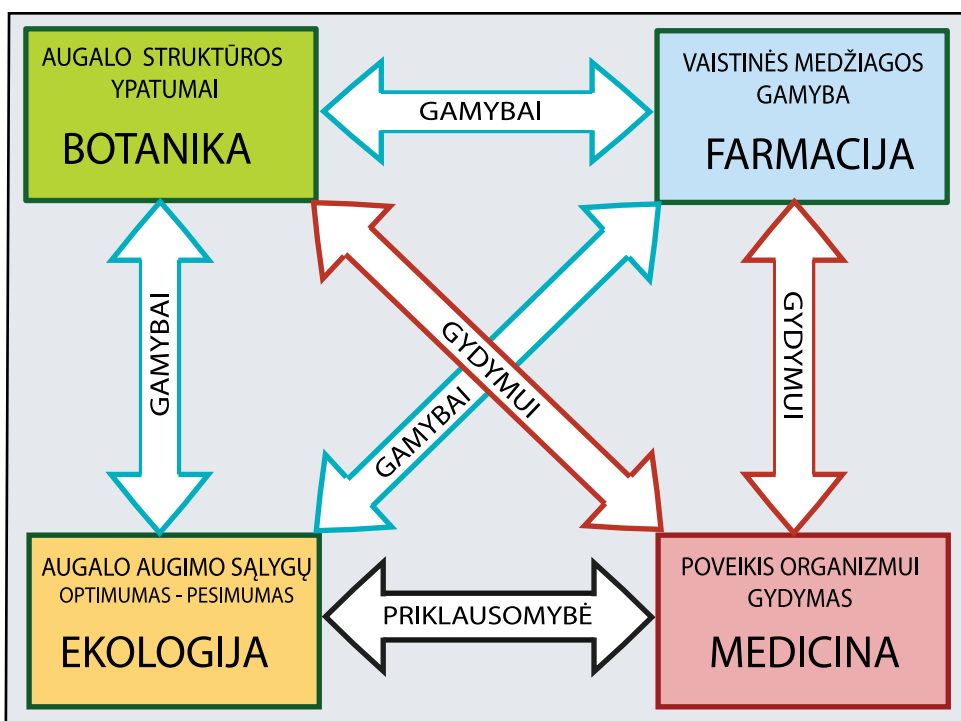 AUGALO STRUKTŪROS
YPATUMAI
BOTANIKA
GAMYBAI
VAISTINĖS MEDŽIAGOS
GAMYBA
FARMACIJA
GAMYBAI
GYDYMUI
GAMYBAI
GYDYMUI
AUGALO AUGIMO SĄLYGŲ
OPTIMUMAS - PESIMUMAS
EKOLOGIJA
PRIKLAUSOMYBĖ
POVEIKIS ORGANIZMUI
GYDYMAS
MEDICINA